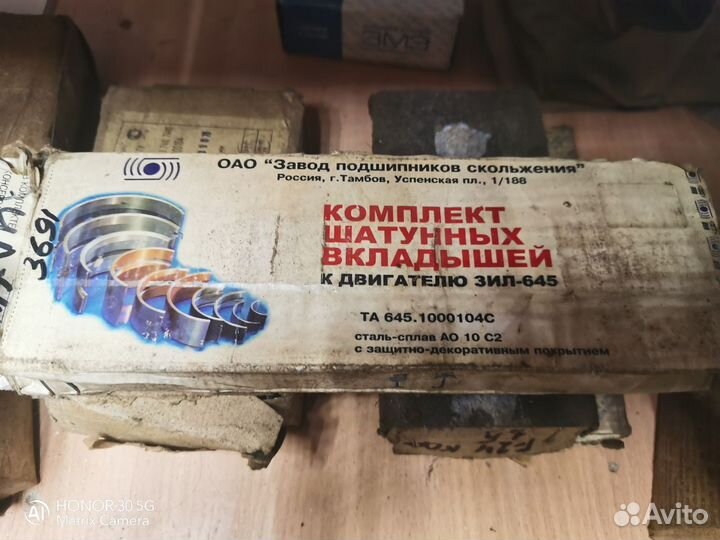 ОАО "Завод подшипников скольжения"
Россия, г.Тамбов, Успенская пл., 1/188
3691
КОМПЛЕКТ
ШАТУННЫХ
ВКЛАДЫШЕЙ
К ДВИГАТЕЛЮ ЗИЛ-645
ТА 645.1000104С
сталь-сплав АО 10 С2
с защитно-декоративным покрытием
HONOR 30 5G
Matrix Camera
Avito